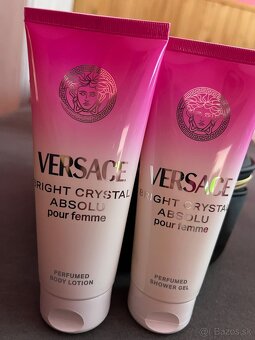 VERSACE
BRIGHT CRYSTAL
ABSOLU
pour femme
PERFUMED
BODY LOTION
VERSACE
BRIGHT CRYSTAL
ABSOLU
pour femme
PERFUMED
SHOWER GEL
Bazos.sk